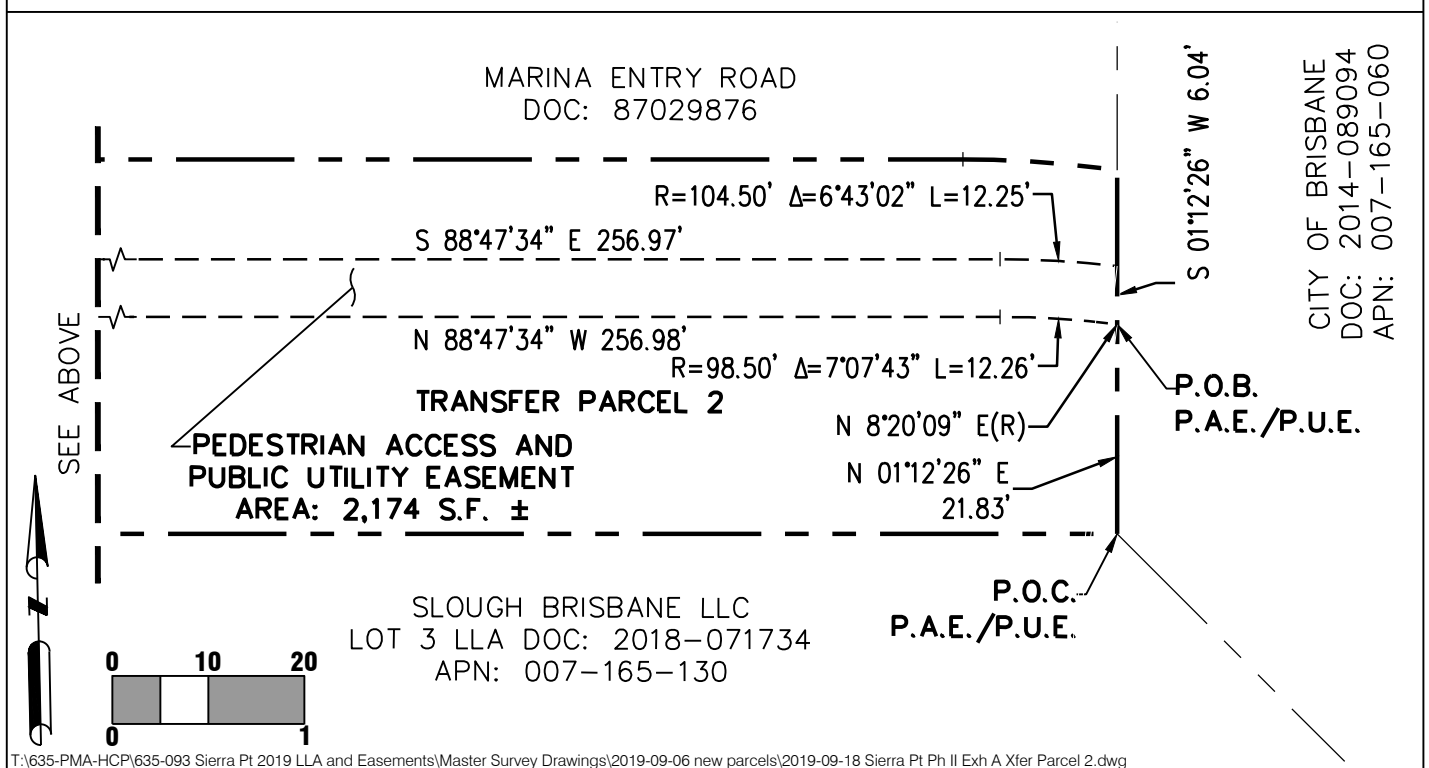 MARINA ENTRY ROAD
DOC: 87029876
S 01°12'26" W 6.04'
CITY OF BRISBANE
DOC: 2014-089094
APN: 007-165-060
R=104.50' Δ=6°43'02" L=12.25'
S 88°47'34" E 256.97'
N 88°47'34" W 256.98'
R=98.50' Δ=7°07'43" L=12.26'
SEE ABOVE
TRANSFER PARCEL 2
P.O.B.
P.A.E./P.U.E.
N 8°20'09" E(R)
PEDESTRIAN ACCESS AND
PUBLIC UTILITY EASEMENT
AREA: 2,174 S.F. ±
N 01°12'26" E
21.83'
P.O.C.
P.A.E./P.U.E.
SLOUGH BRISBANE LLC
LOT 3 LLA DOC: 2018-071734
APN: 007-165-130
N
0 10 20
0 1
T:\635-PMA-HCP\635-093 Sierra Pt 2019 LLA and Easements\Master Survey Drawings\2019-09-06 new parcels\2019-09-18 Sierra Pt Ph II Exh A Xfer Parcel 2.dwg